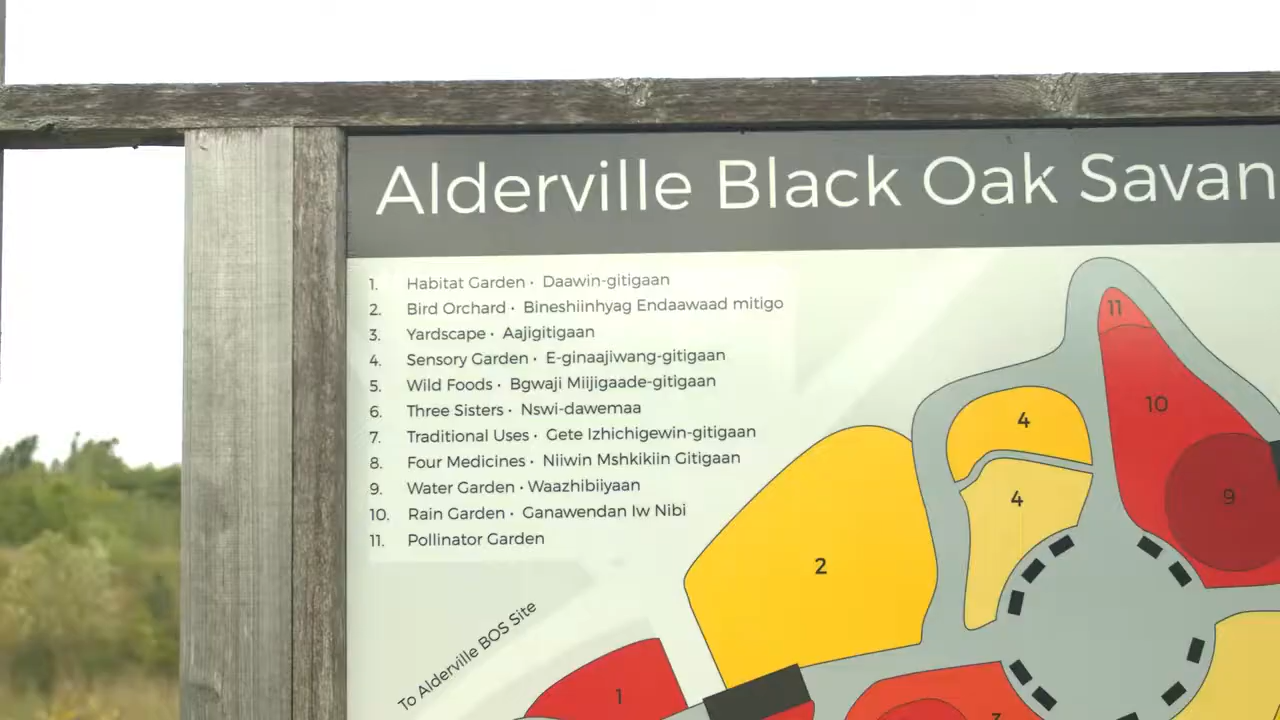 Alderville Black Oak Savan
1. Habitat Garden · Daawin-gitigaan
2. Bird Orchard · Bineshiinhyag Endaawaad mitigo
3. Yardscape · Aajigitigaan
4. Sensory Garden · E-ginaajiwang-gitigaan
5. Wild Foods · Bgwaji Miijigaade-gitigaan
6. Three Sisters · Nswi-dawemaa
7. Traditional Uses · Gete Izhichigewin-gitigaan
8. Four Medicines · Niiwin Mshkikiin Gitigaan
9. Water Garden · Waazhibiiyaan
10. Rain Garden · Ganawendan Iw Nibi
11. Pollinator Garden
11
10
4
9
4
2
To Alderville BOS Site
1
3